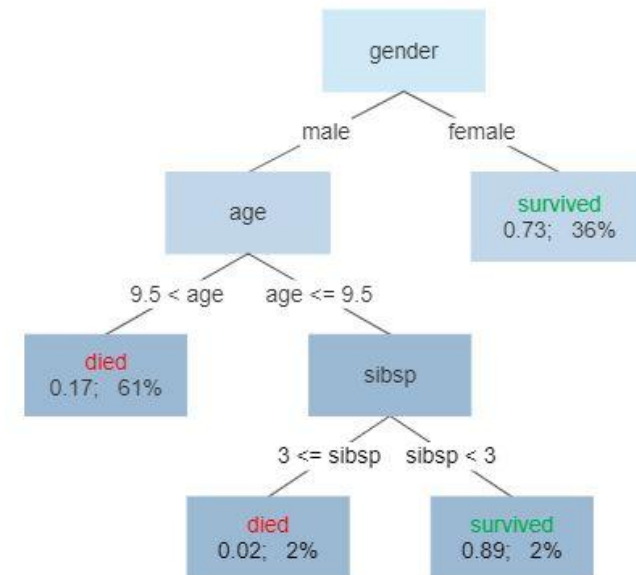 gender
male
female
age
survived
0.73; 36%
9.5 < age
age <= 9.5
died
0.17; 61%
sibsp
3 <= sibsp
sibsp < 3
died
0.02; 2%
survived
0.89; 2%